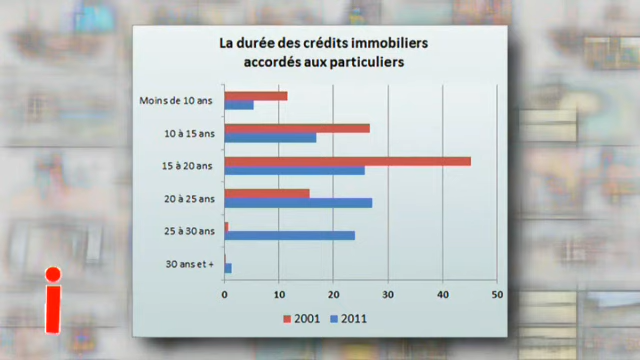 La durée des crédits immobiliers
accordés aux particuliers
Moins de 10 ans
10 à 15 ans
15 à 20 ans
20 à 25 ans
25 à 30 ans
30 ans et +
0 10 20 30 40 50
2001 2011
i